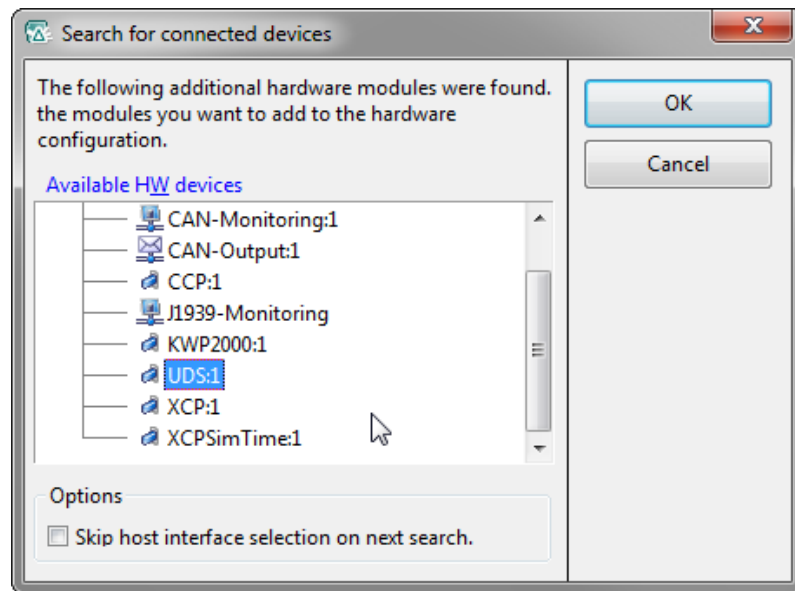 Search for connected devices
The following additional hardware modules were found.
the modules you want to add to the hardware
configuration.
OK
Cancel
Available HW devices
CAN-Monitoring:1
CAN-Output:1
CCP:1
J1939-Monitoring
KWP2000:1
UDS:1
XCP:1
XCPSimTime:1
Options
Skip host interface selection on next search.